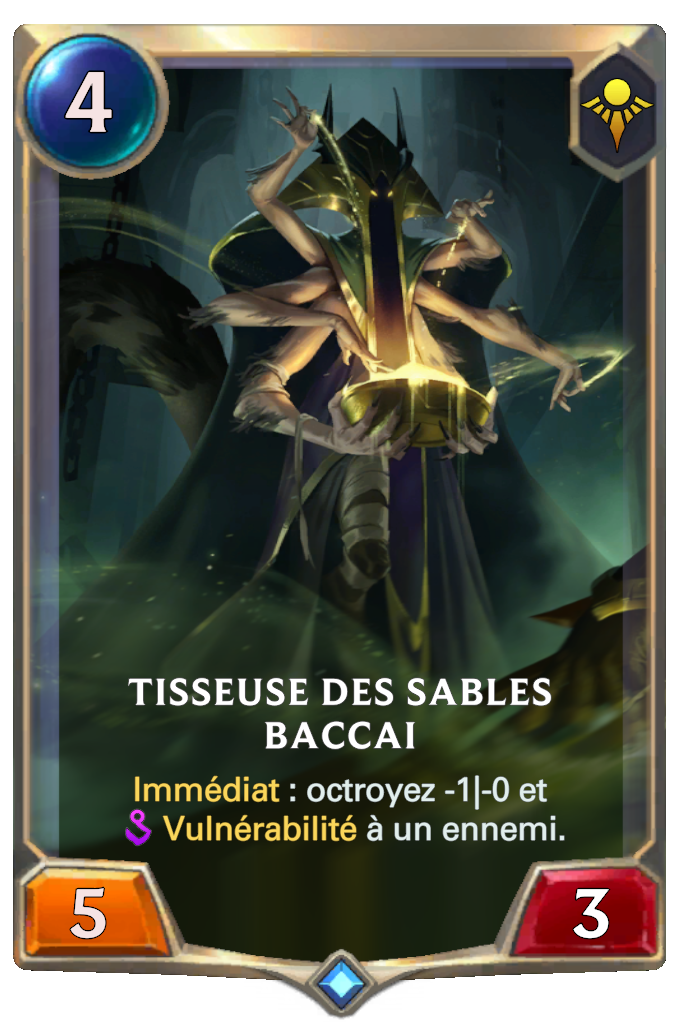 4
TISSEUSE DES SABLES
BACCAI
Immédiat : octroyez -1|-0 et
Vulnérabilité à un ennemi.
5
3